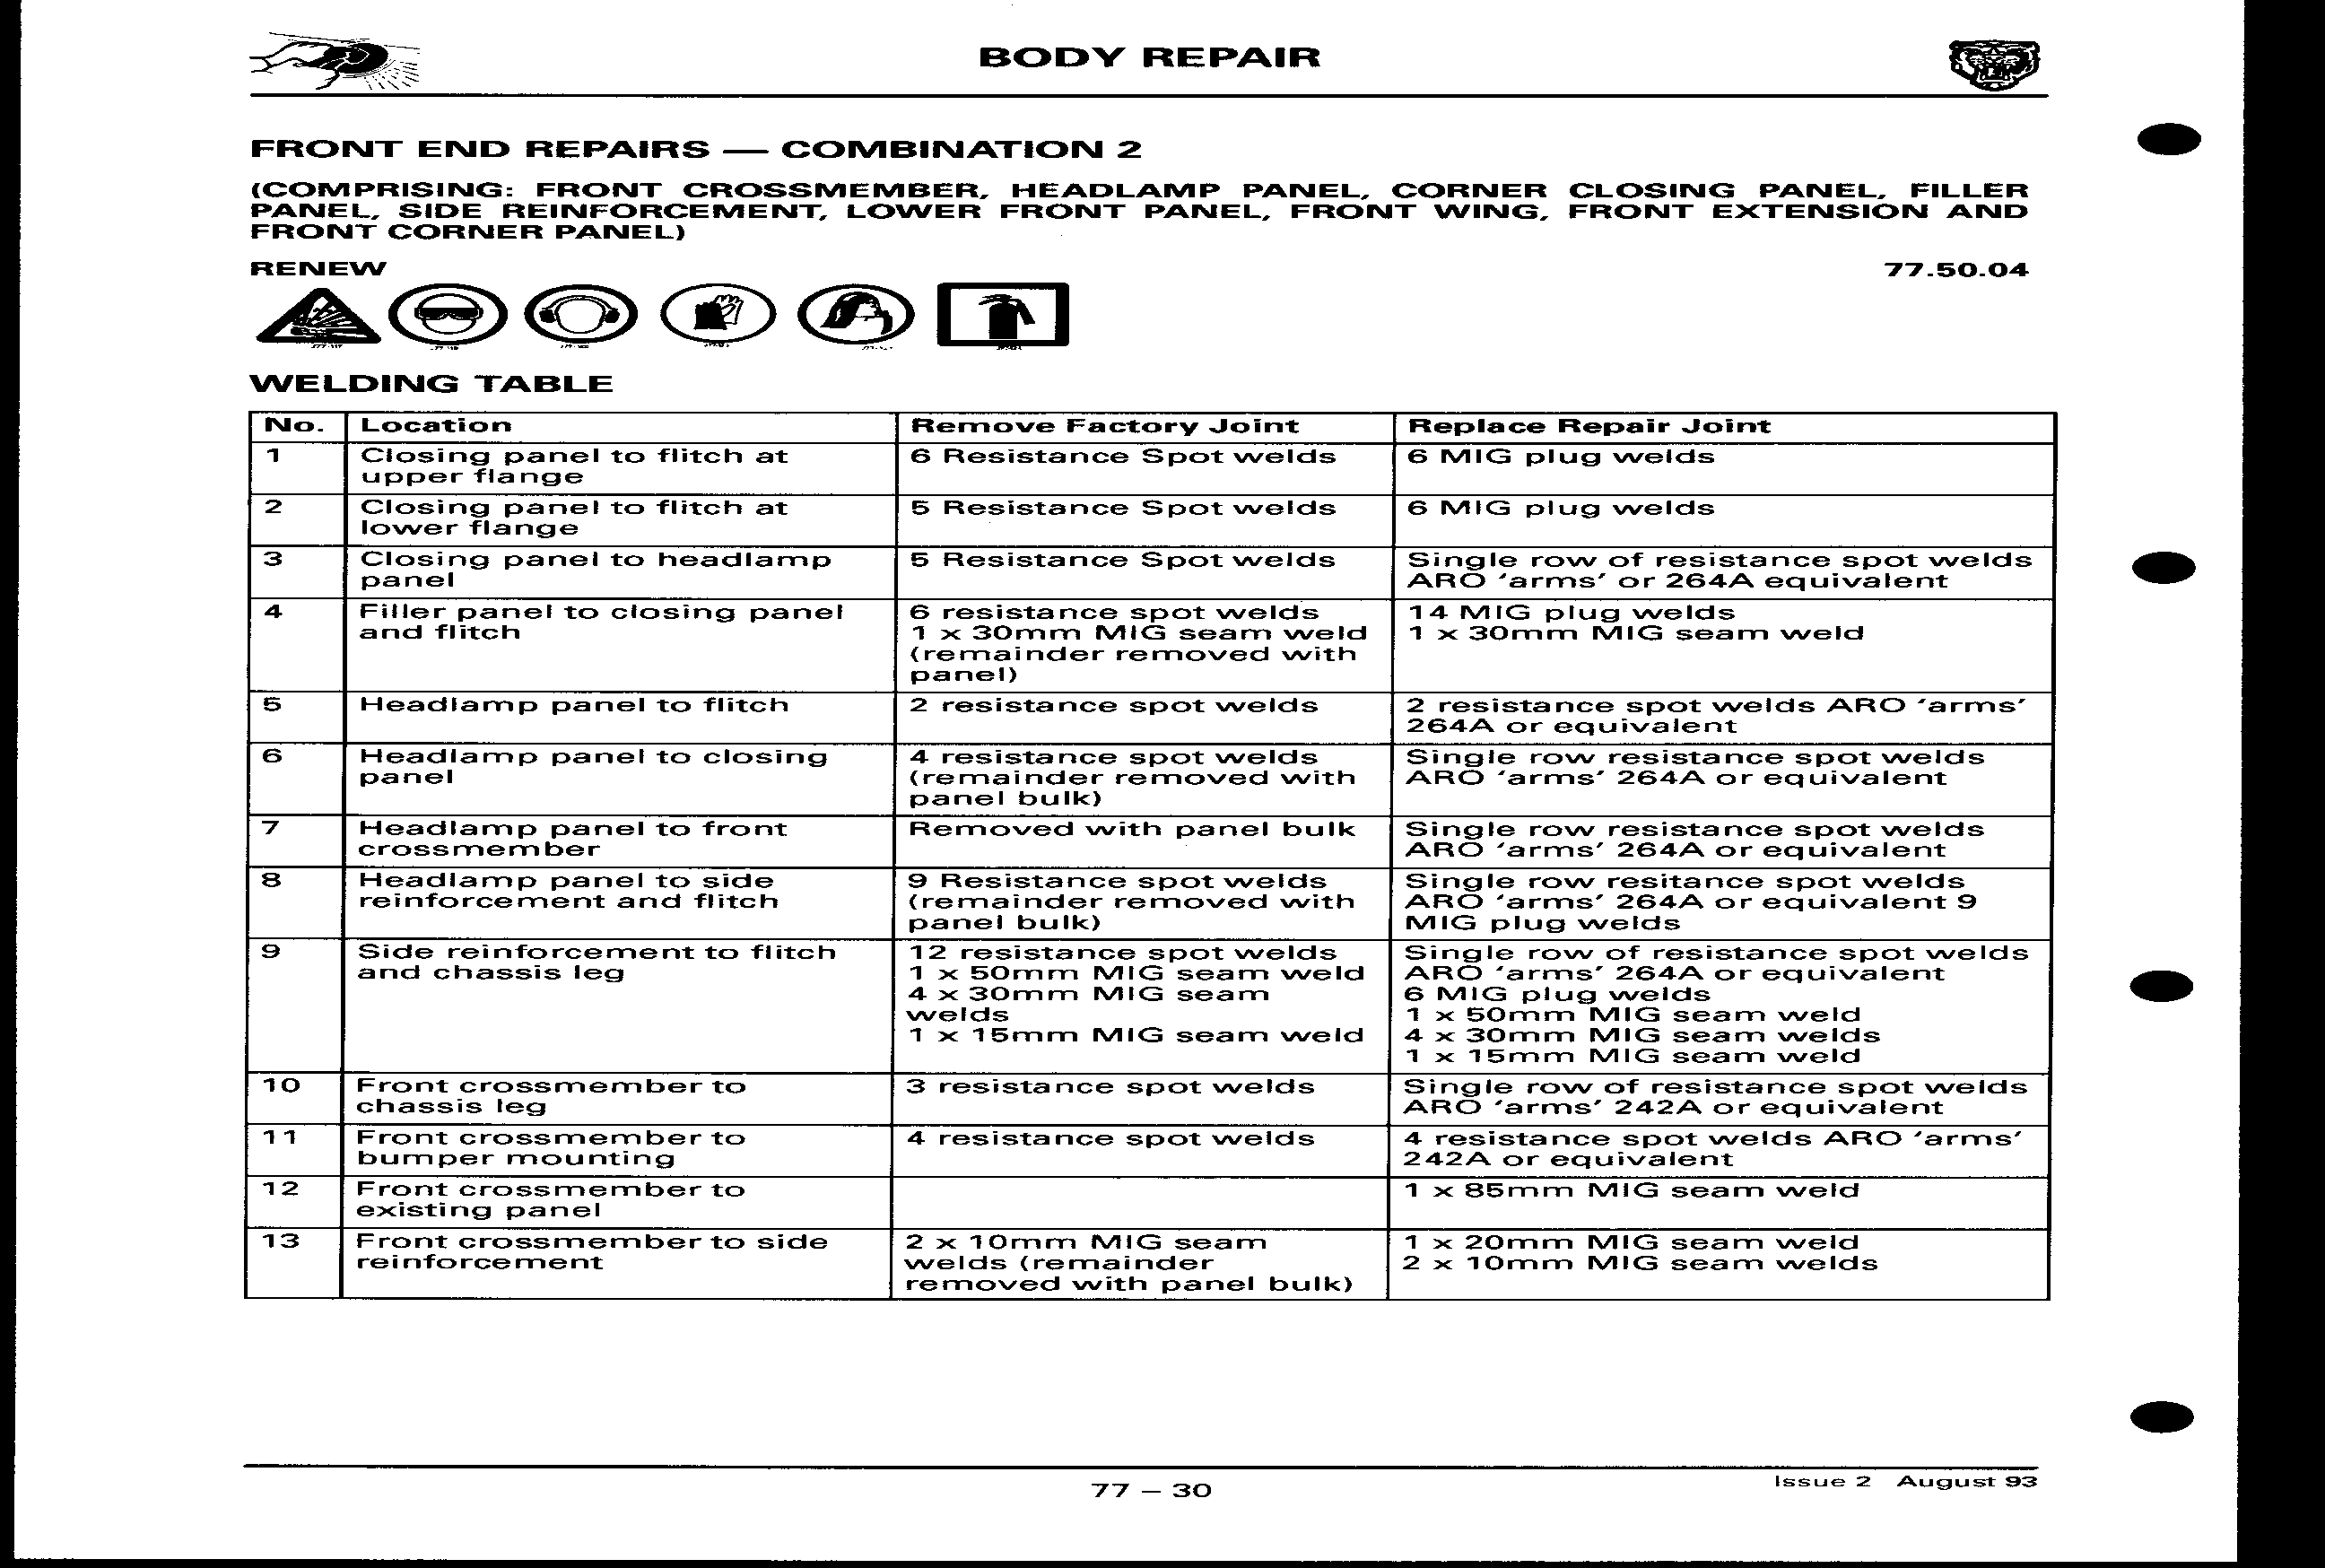 BODY REPAIR
FRONT END REPAIRS — COMBINATION 2
(COMPRISING: FRONT CROSSMEMBER, HEADLAMP PANEL, CORNER CLOSING PANEL, FILLER
PANEL, SIDE REINFORCEMENT, LOWER FRONT PANEL, FRONT WING, FRONT EXTENSION AND
FRONT CORNER PANEL)
RENEW 77.50.04
WELDING TABLE
No. Location Remove Factory Joint Replace Repair Joint
1 Closing panel to flitch at 6 Resistance Spot welds 6 MIG plug welds
upper flange
2 Closing panel to flitch at 5 Resistance Spot welds 6 MIG plug welds
lower flange
3 Closing panel to headlamp 5 Resistance Spot welds Single row of resistance spot welds
panel ARO 'arms' or 264A equivalent
4 Filler panel to closing panel 6 resistance spot welds 14 MIG plug welds
and flitch 1 x 30mm MIG seam weld 1 x 30mm MIG seam weld
(remainder removed with
panel)
5 Headlamp panel to flitch 2 resistance spot welds 2 resistance spot welds ARO 'arms'
264A or equivalent
6 Headlamp panel to closing 4 resistance spot welds Single row resistance spot welds
panel (remainder removed with ARO 'arms' 264A or equivalent
panel bulk)
7 Headlamp panel to front Removed with panel bulk Single row resistance spot welds
crossmember ARO 'arms' 264A or equivalent
8 Headlamp panel to side 9 Resistance spot welds Single row resitance spot welds
reinforcement and flitch (remainder removed with ARO 'arms' 264A or equivalent 9
panel bulk) MIG plug welds
9 Side reinforcement to flitch 12 resistance spot welds Single row of resistance spot welds
and chassis leg 1 x 50mm MIG seam weld ARO 'arms' 264A or equivalent
4 x 30mm MIG seam 6 MIG plug welds
welds 1 x 50mm MIG seam weld
1 x 15mm MIG seam weld 4 x 30mm MIG seam welds
1 x 15mm MIG seam weld
10 Front crossmember to 3 resistance spot welds Single row of resistance spot welds
chassis leg ARO 'arms' 242A or equivalent
11 Front crossmember to 4 resistance spot welds 4 resistance spot welds ARO 'arms'
bumper mounting 242A or equivalent
12 Front crossmember to 1 x 85mm MIG seam weld
existing panel
13 Front crossmember to side 2 x 10mm MIG seam 1 x 20mm MIG seam weld
reinforcement welds (remainder 2 x 10mm MIG seam welds
removed with panel bulk)
77 – 30
Issue 2 August 93